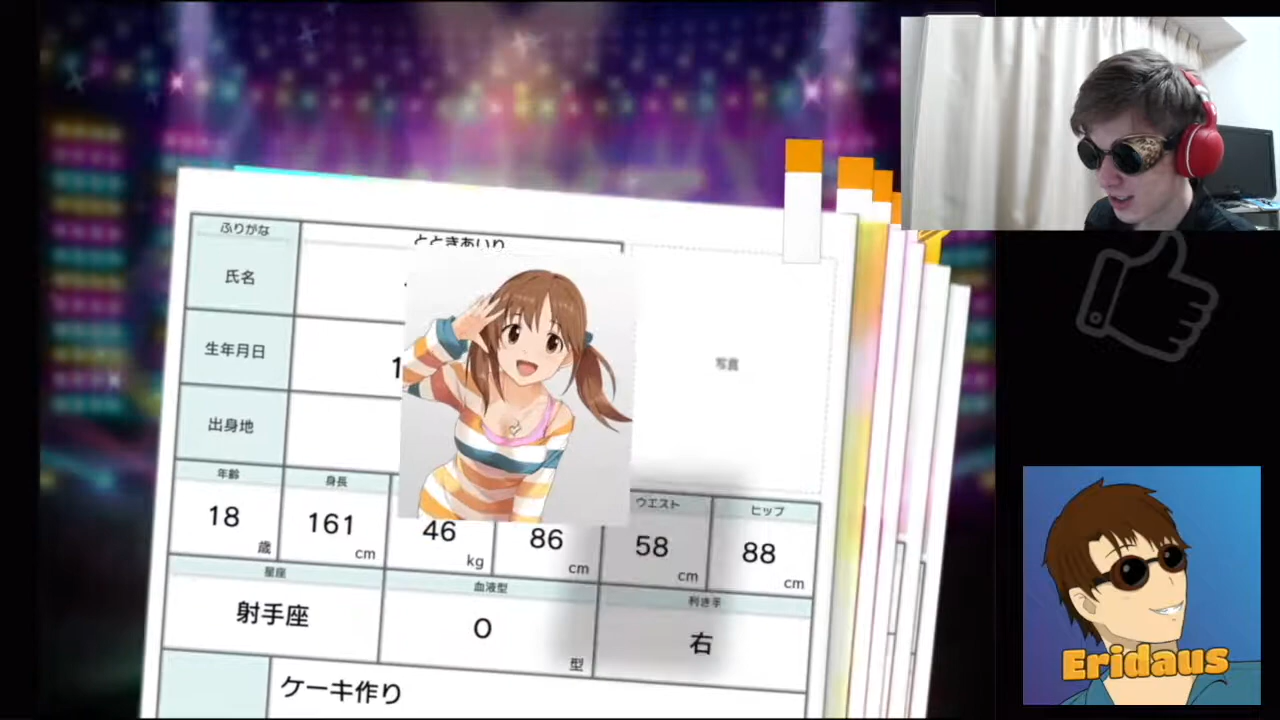 ふりがな
とときあいり
氏名
生年月日
1
出身地
写真
年齢
身長
ウエスト
ヒップ
18
歳
161
cm
46
kg
86
cm
58
cm
88
cm
星座
血液型
利き手
射手座
O
型
右
ケーキ作り
Eridaus